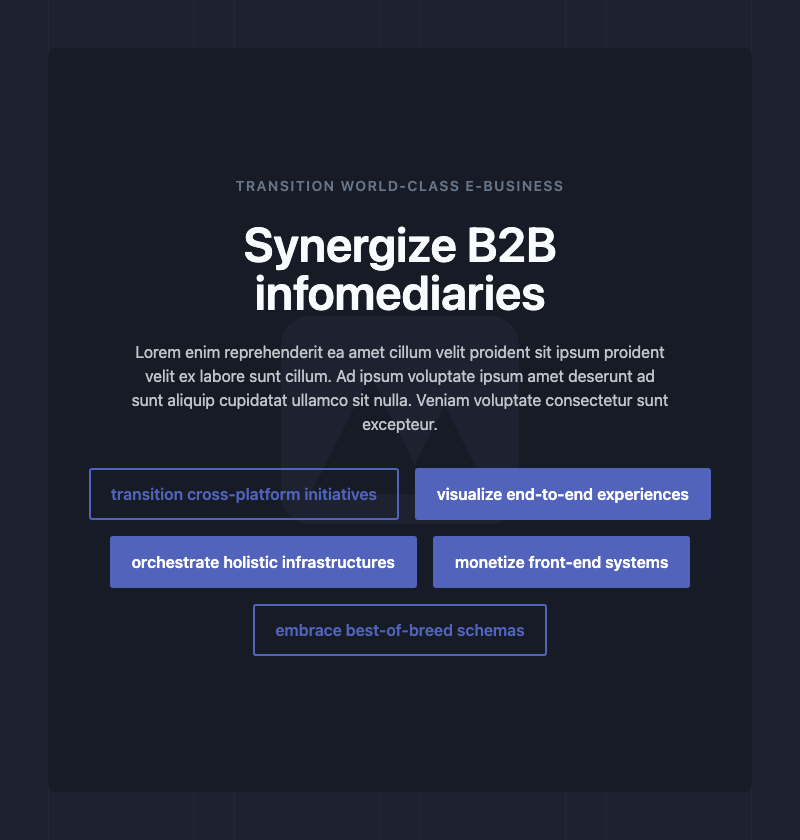 TRANSITION WORLD-CLASS E-BUSINESS
Synergize B2B
infomediaries
Lorem enim reprehenderit ea amet cillum velit proident sit ipsum proident
velit ex labore sunt cillum. Ad ipsum voluptate ipsum amet deserunt ad
sunt aliquip cupidatat ullamco sit nulla. Veniam voluptate consectetur sunt
excepteur.
transition cross-platform initiatives
visualize end-to-end experiences
orchestrate holistic infrastructures
monetize front-end systems
embrace best-of-breed schemas